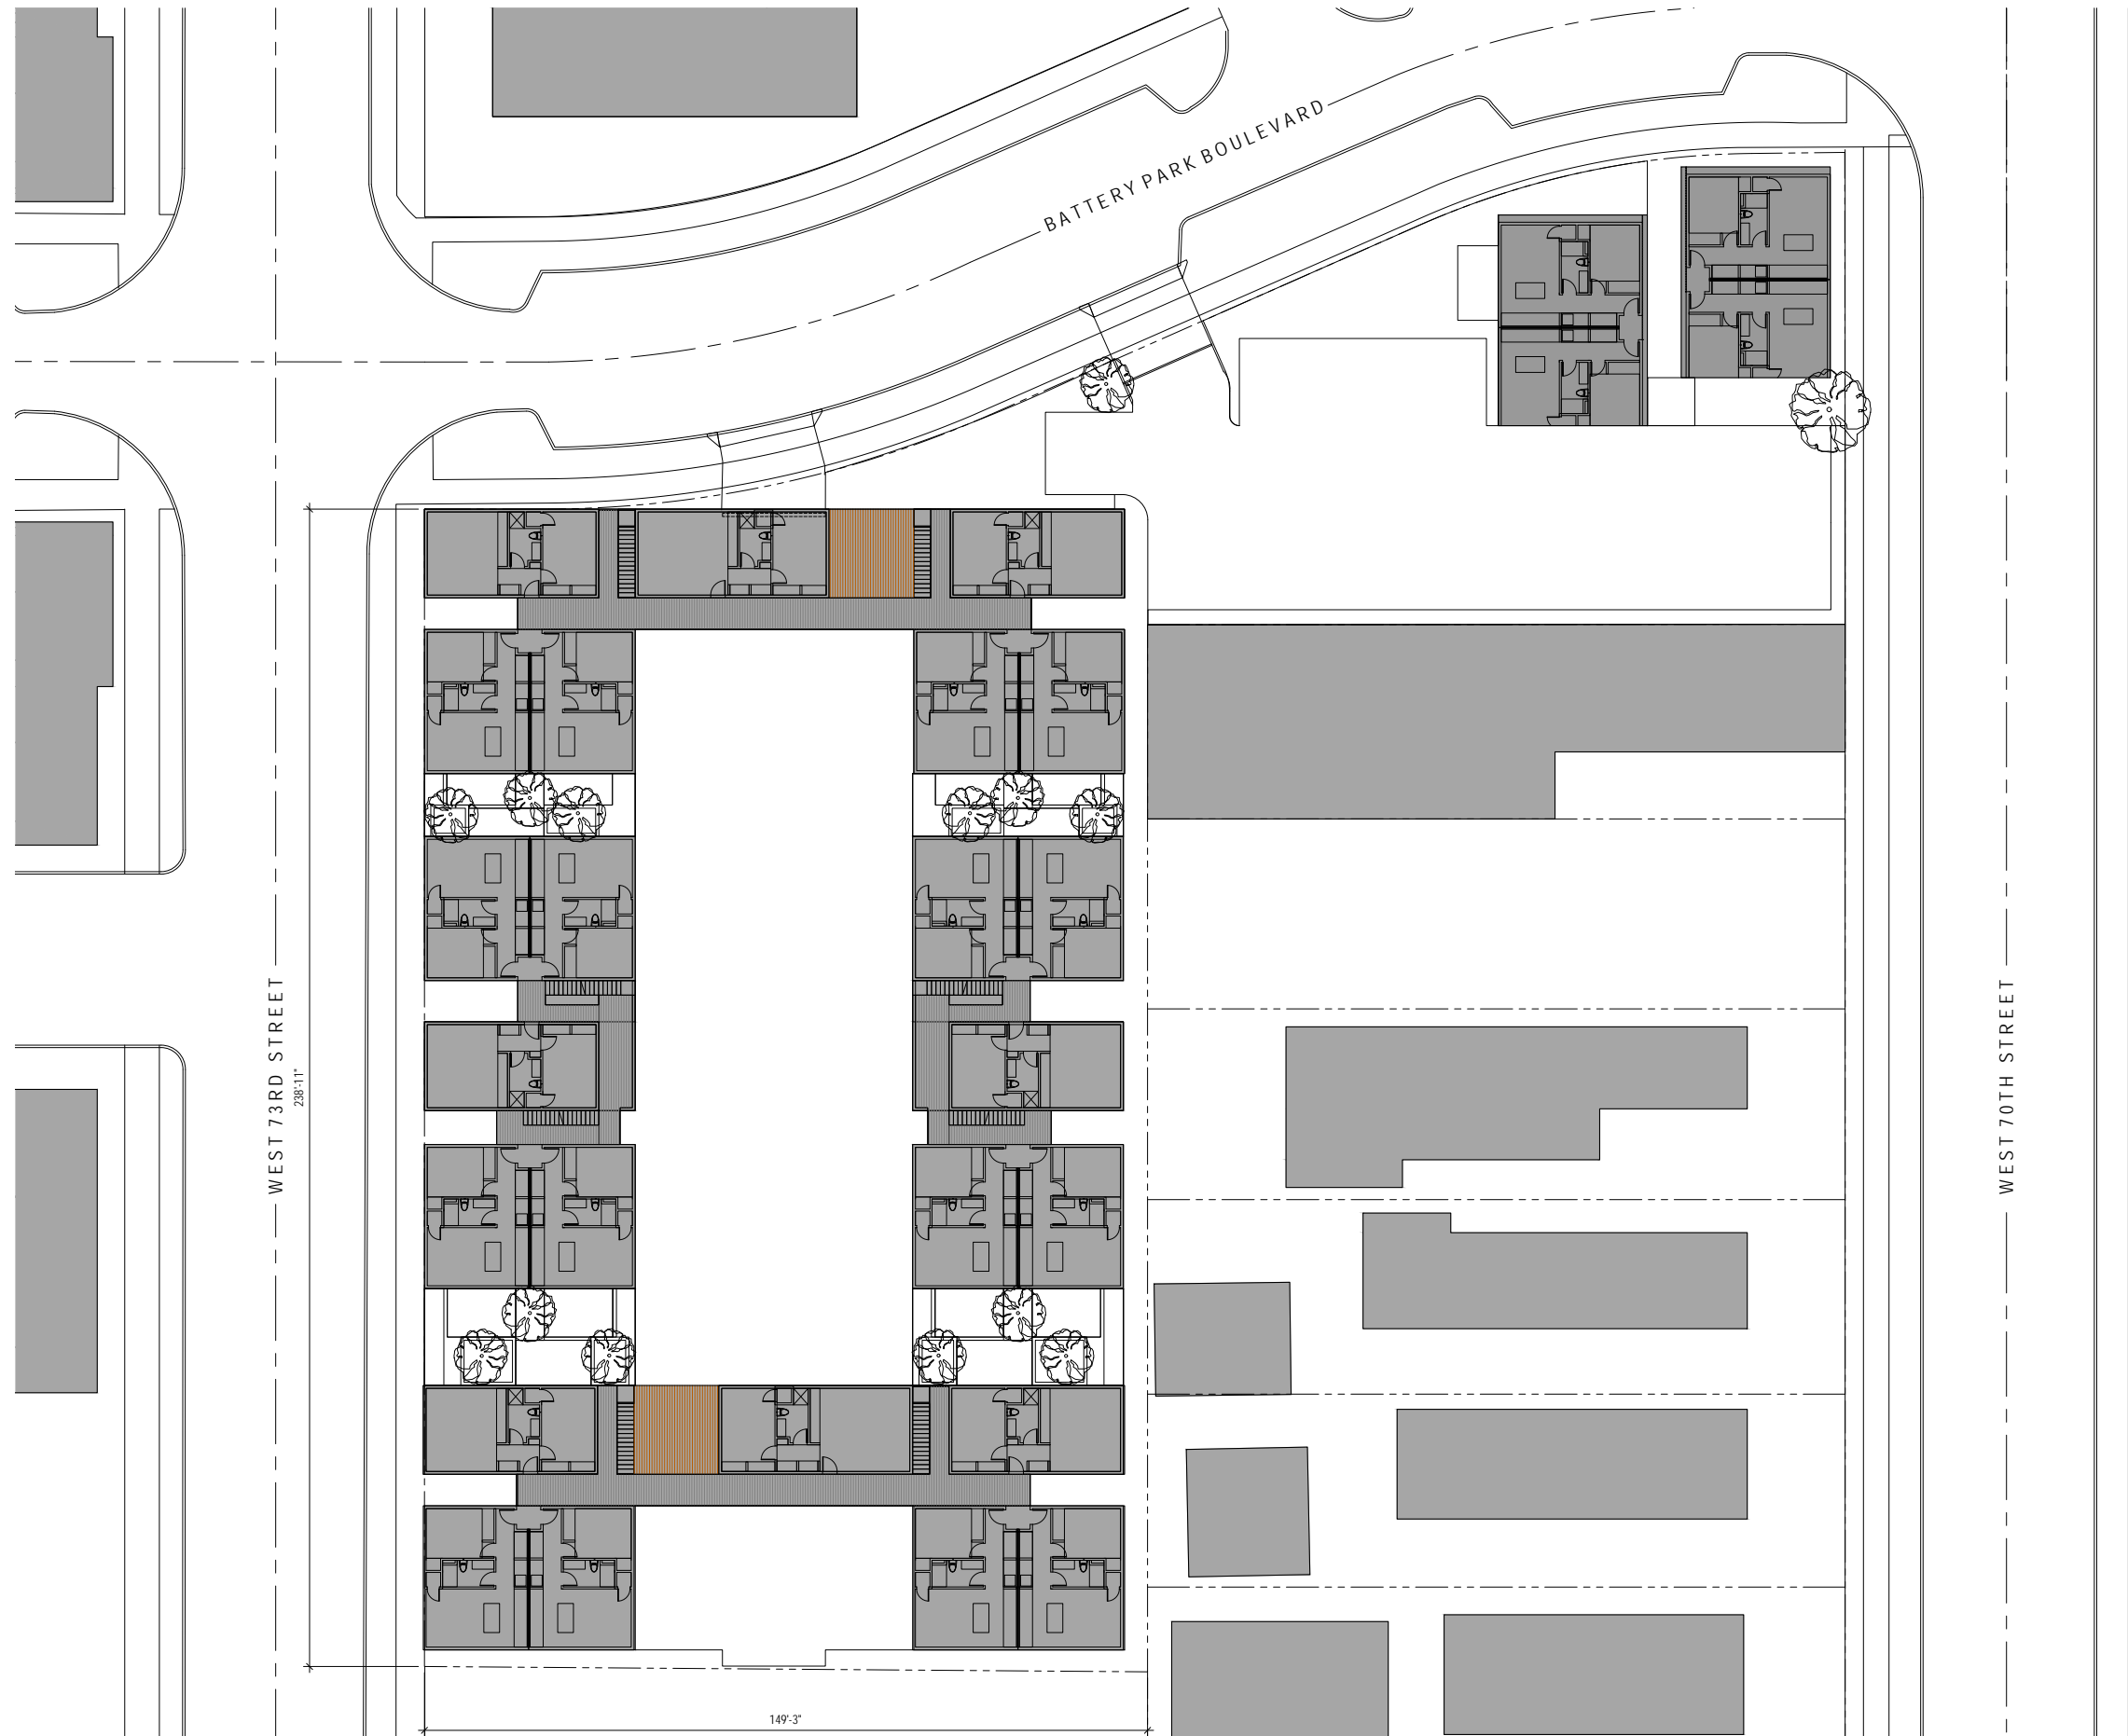 BATTERY PARK BOULEVARD
WEST 73RD STREET
238'-11"
WEST 70TH STREET
149'-3"